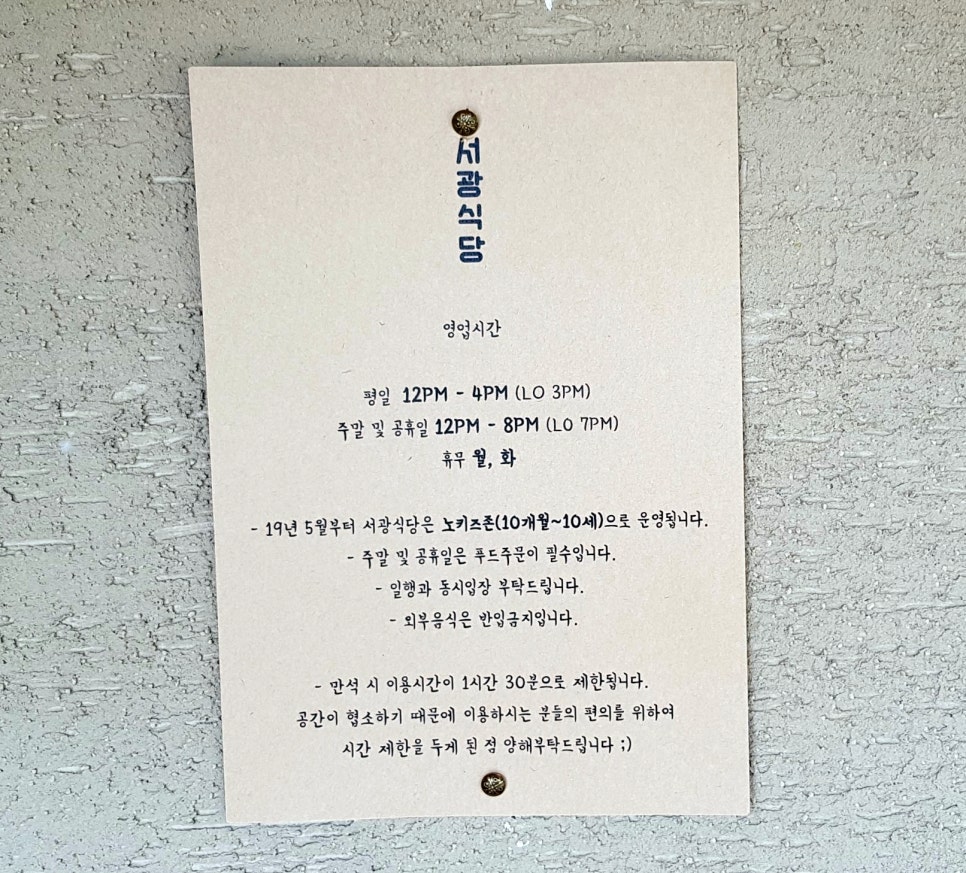 서광식당
영업시간
평일 12PM - 4PM (LO 3PM)
주말 및 공휴일 12PM - 8PM (LO 7PM)
휴무 월, 화
- 19년 5월부터 서광식당은 노키즈존(10개월~10세)으로 운영됩니다.
- 주말 및 공휴일은 푸드주문이 필수입니다.
- 일행과 동시입장 부탁드립니다.
- 외부음식은 반입금지입니다.
- 만석 시 이용시간이 1시간 30분으로 제한됩니다.
공간이 협소하기 때문에 이용하시는 분들의 편의를 위하여
시간 제한을 두게 된 점 양해부탁드립니다 ;)